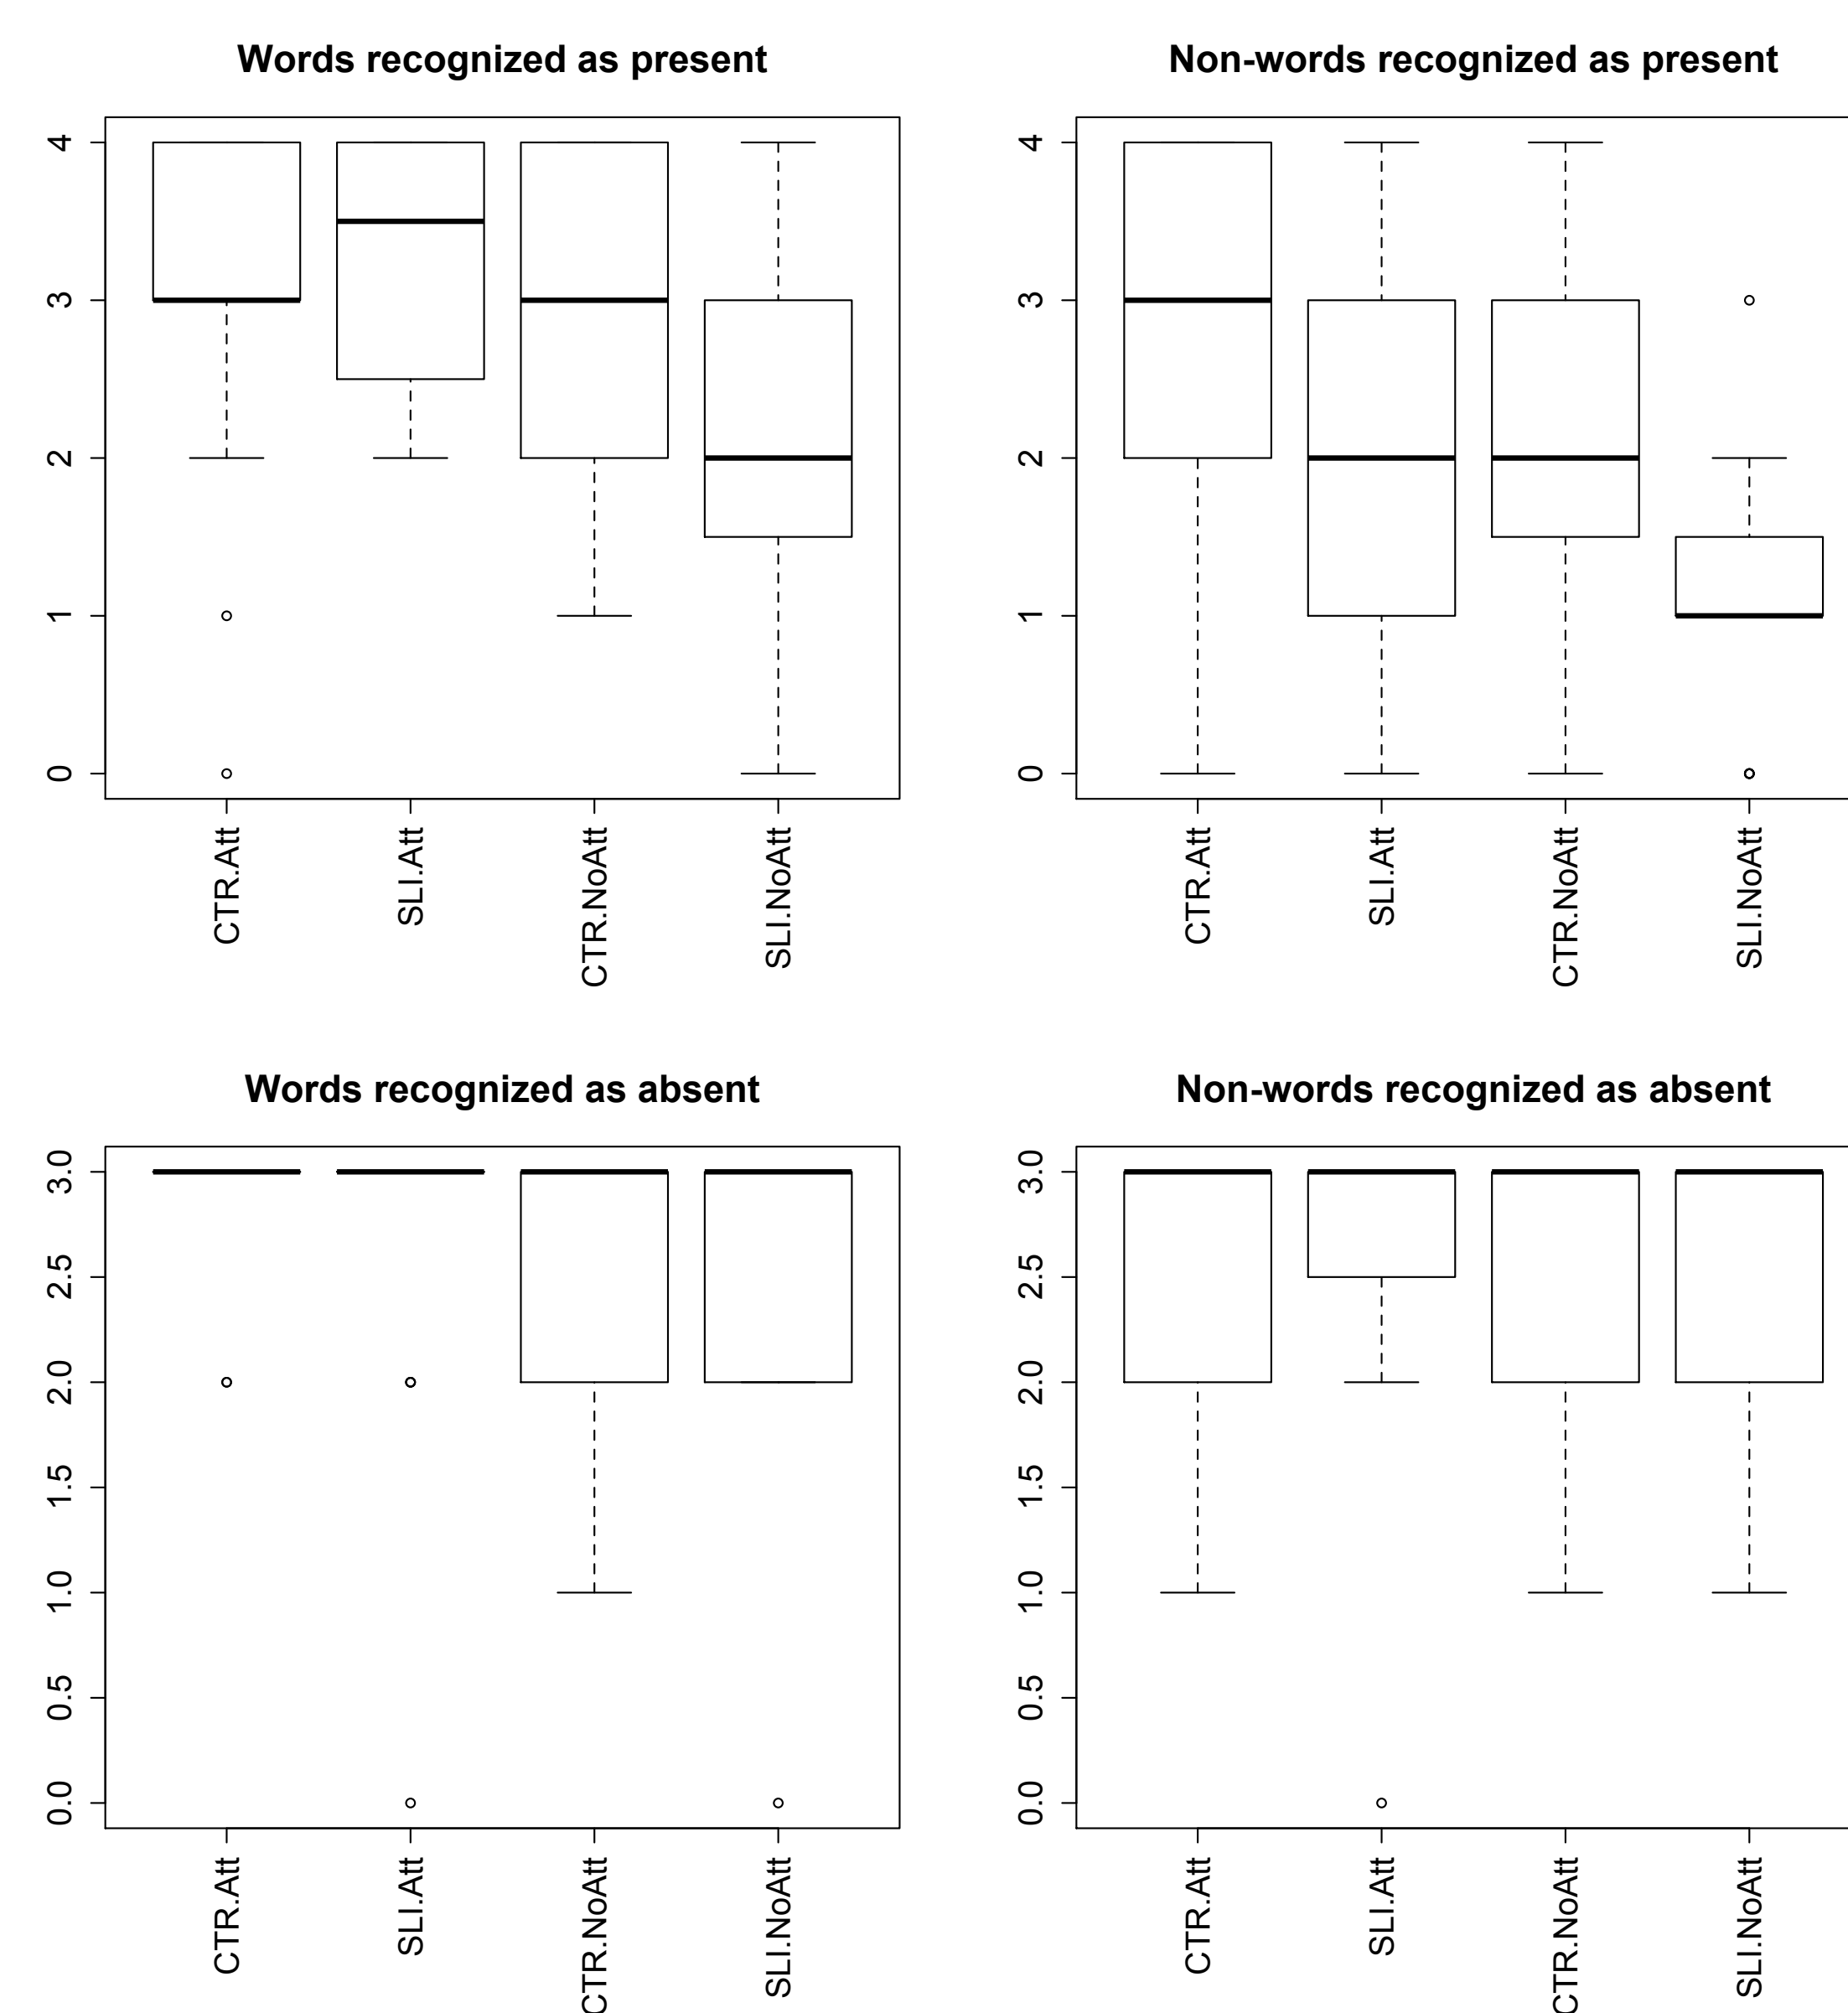 Words recognized as present
4
3
2
1
0
CTR.Att
SLI.Att
CTR.NoAtt
SLI.NoAtt
Non-words recognized as present
4
3
2
1
0
CTR.Att
SLI.Att
CTR.NoAtt
SLI.NoAtt
Words recognized as absent
3.0
2.5
2.0
1.5
1.0
0.5
0.0
CTR.Att
SLI.Att
CTR.NoAtt
SLI.NoAtt
Non-words recognized as absent
3.0
2.5
2.0
1.5
1.0
0.5
0.0
CTR.Att
SLI.Att
CTR.NoAtt
SLI.NoAtt